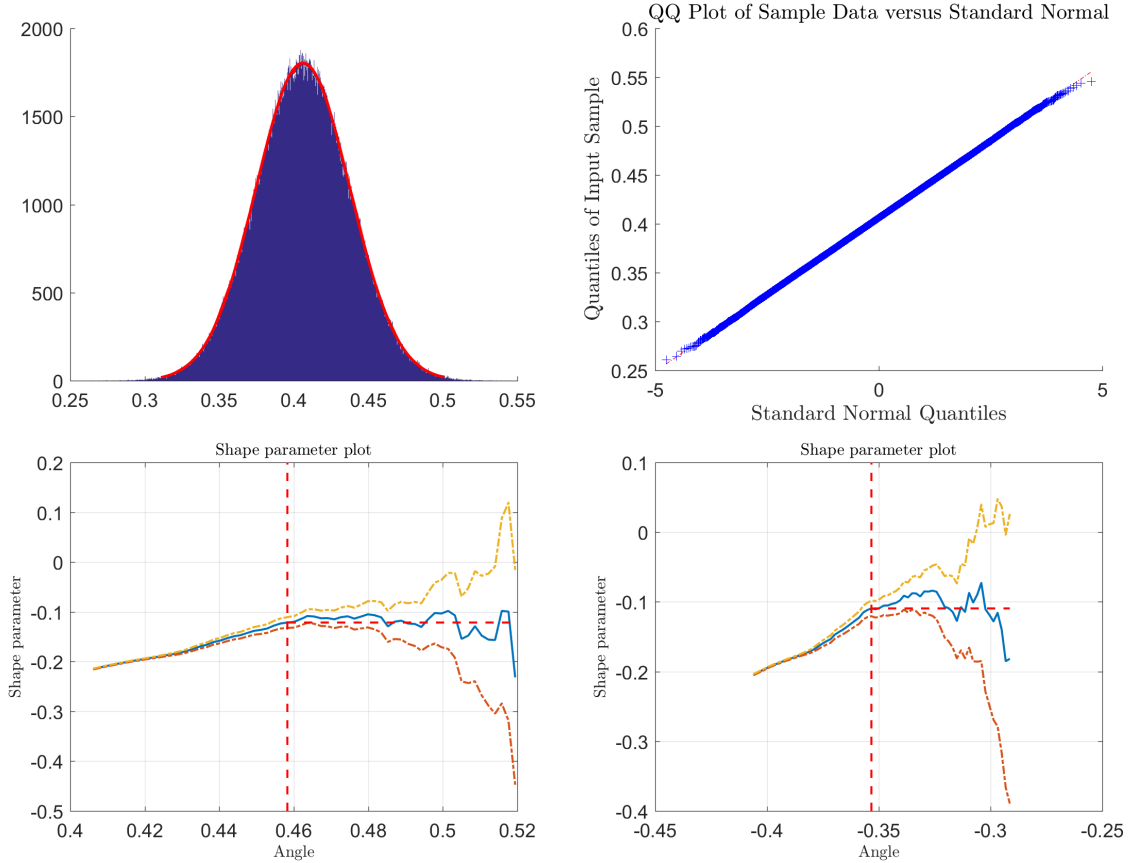 2000
1500
1000
500
0
0.25 0.3 0.35 0.4 0.45 0.5 0.55
QQ Plot of Sample Data versus Standard Normal
0.6
0.55
0.5
0.45
0.4
0.35
0.3
0.25
Quantiles of Input Sample
-5 0 5
Standard Normal Quantiles
Shape parameter plot
0.2
0.1
0
-0.1
-0.2
-0.3
-0.4
-0.5
Shape parameter
0.4 0.42 0.44 0.46 0.48 0.5 0.52
Angle
Shape parameter plot
0.1
0
-0.1
-0.2
-0.3
-0.4
Shape parameter
-0.45 -0.4 -0.35 -0.3 -0.25
Angle